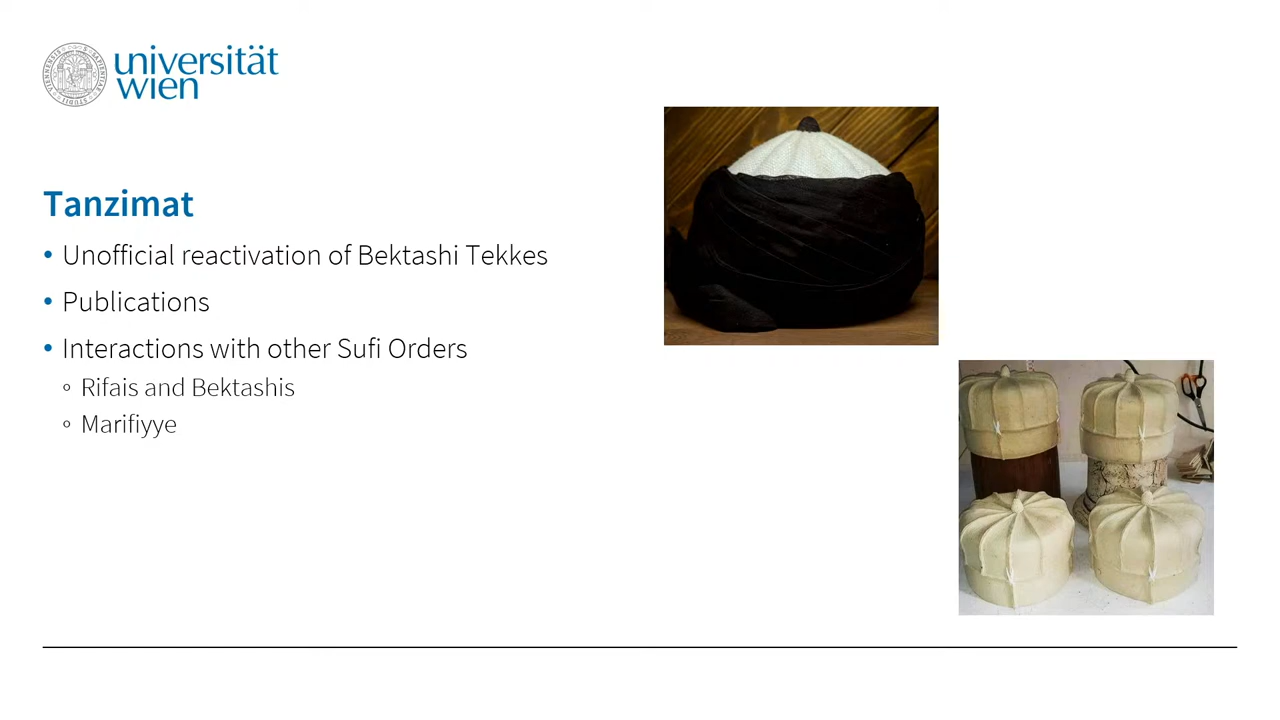 universität
wien
Tanzimat
• Unofficial reactivation of Bektashi Tekkes
• Publications
• Interactions with other Sufi Orders
◦ Rifais and Bektashis
◦ Marifiyye